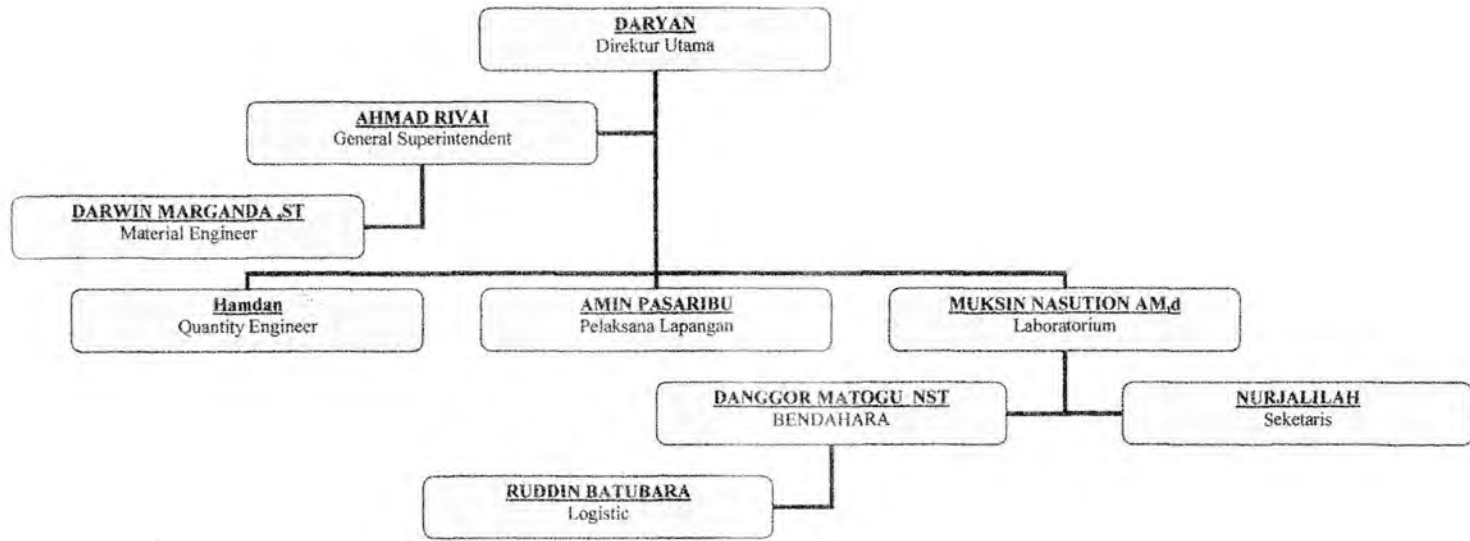 DARYAN
Direktur Utama
AHMAD RIVAI
General Superintendent
DARWIN MARGANDA ,ST
Material Engineer
Hamdan
Quantity Engineer
AMIN PASARIBU
Pelaksana Lapangan
MUKSIN NASUTION AM,d
Laboratorium
DANGGOR MATOGU NST
BENDAHARA
NURJALILAH
Seketaris
RUDDIN BATUBARA
Logistic